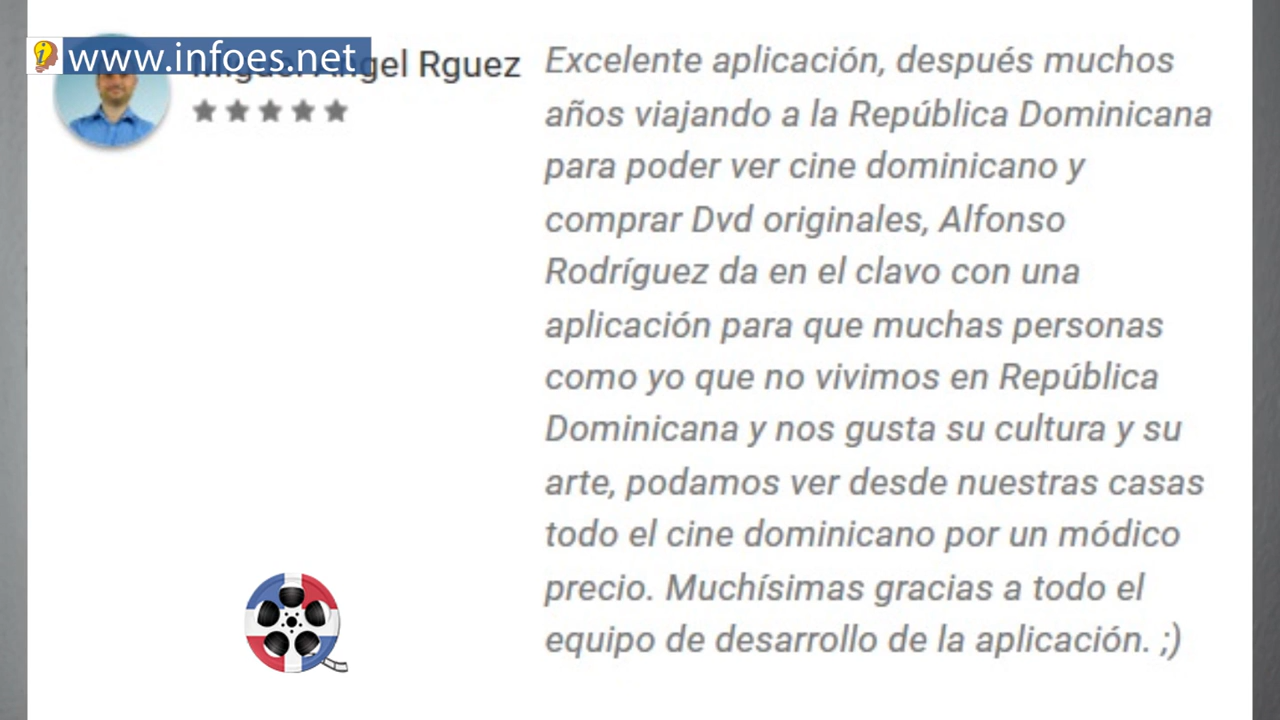 www.infoes.net
ngel Rguez
Excelente aplicación, después muchos
años viajando a la República Dominicana
para poder ver cine dominicano y
comprar Dvd originales, Alfonso
Rodríguez da en el clavo con una
aplicación para que muchas personas
como yo que no vivimos en República
Dominicana y nos gusta su cultura y su
arte, podamos ver desde nuestras casas
todo el cine dominicano por un módico
precio. Muchísimas gracias a todo el
equipo de desarrollo de la aplicación. ;)